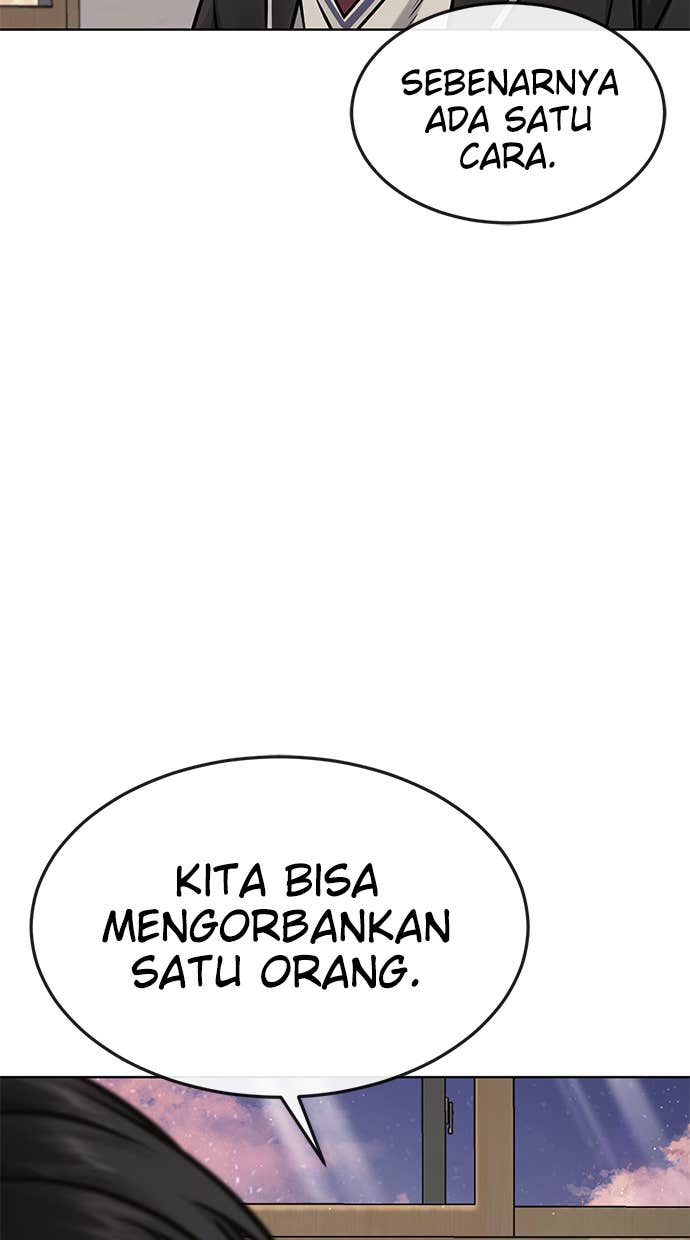 SEBENARNYA
ADA SATU
CARA.
KITA BISA
MENGORBANKAN
SATU ORANG.